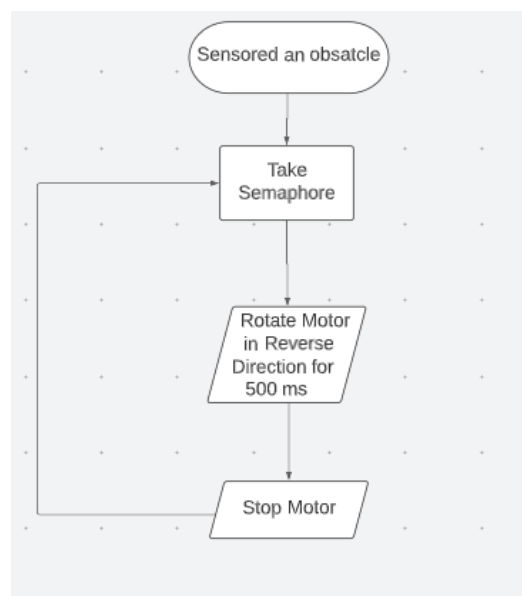 Sensored an obsatcle
Take
Semaphore
Rotate Motor
in Reverse
Direction for
500 ms
Stop Motor